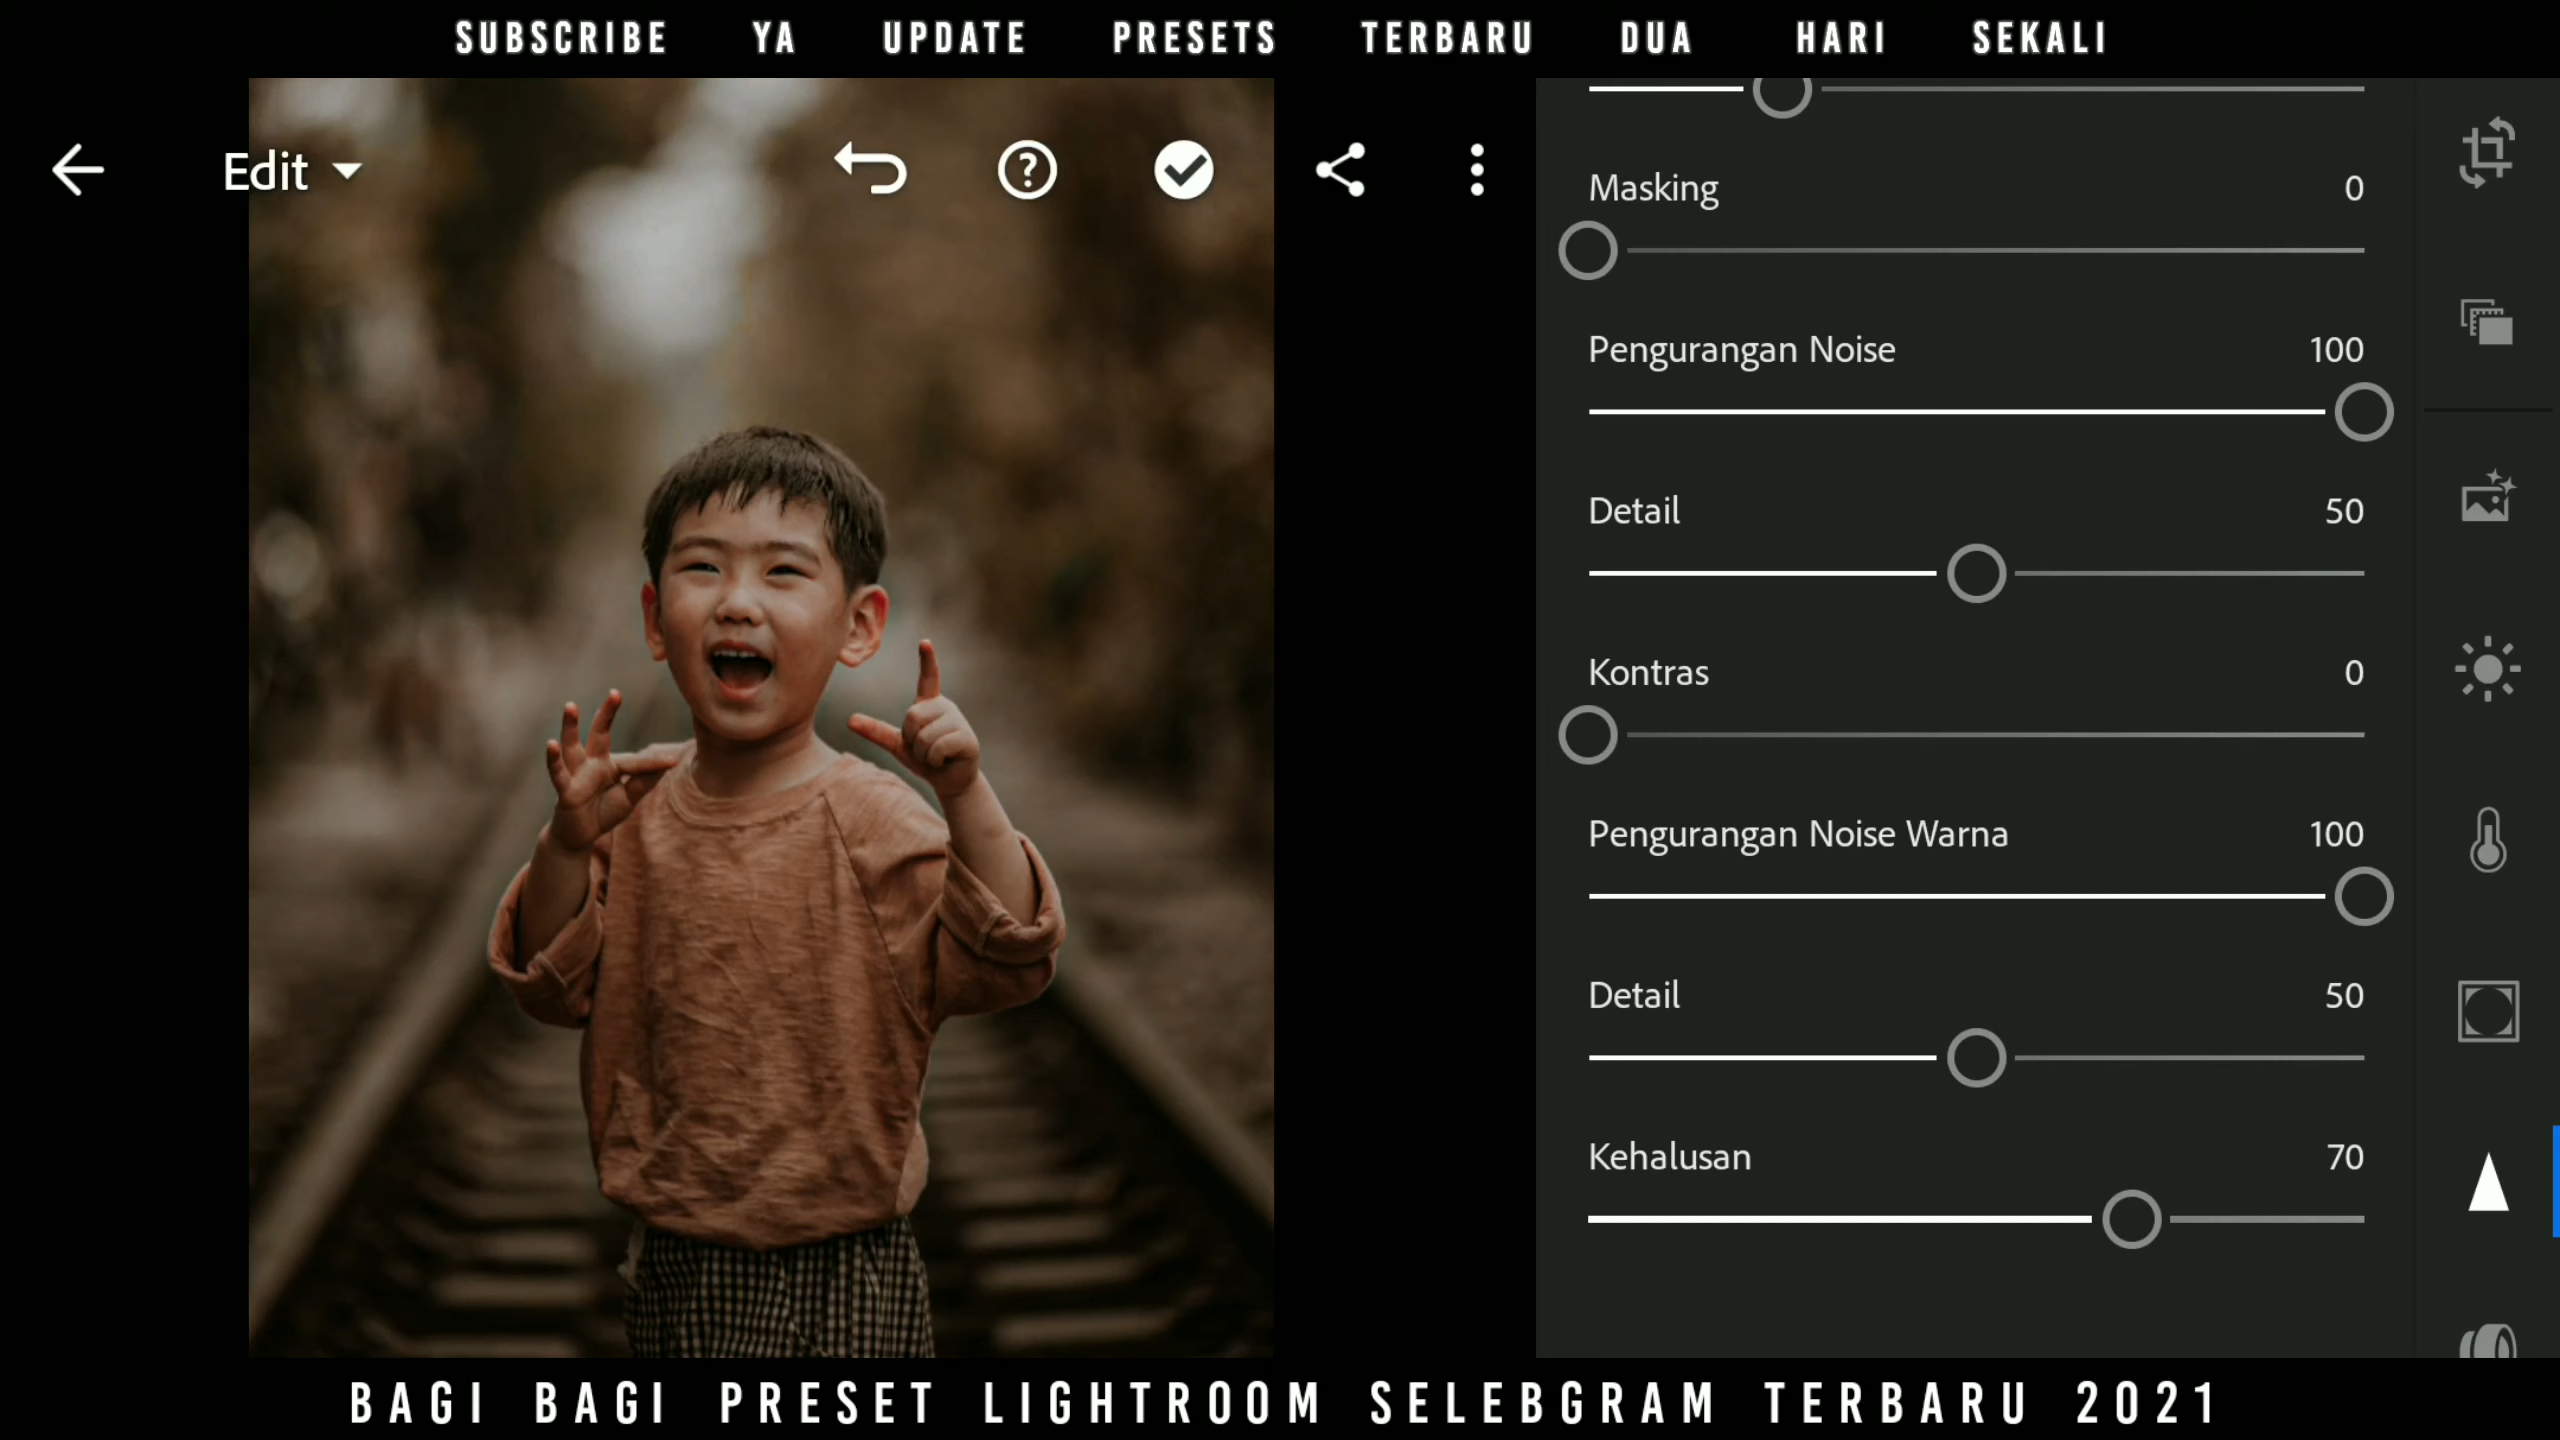 SUBSCRIBE YA UPDATE PRESETS TERBARU DUA HARI SEKALI
Edit
Masking 0
Pengurangan Noise 100
Detail 50
Kontras 0
Pengurangan Noise Warna 100
Detail 50
Kehalusan 70
BAGI BAGI PRESET LIGHTROOM SELEBGRAM TERBARU 2021